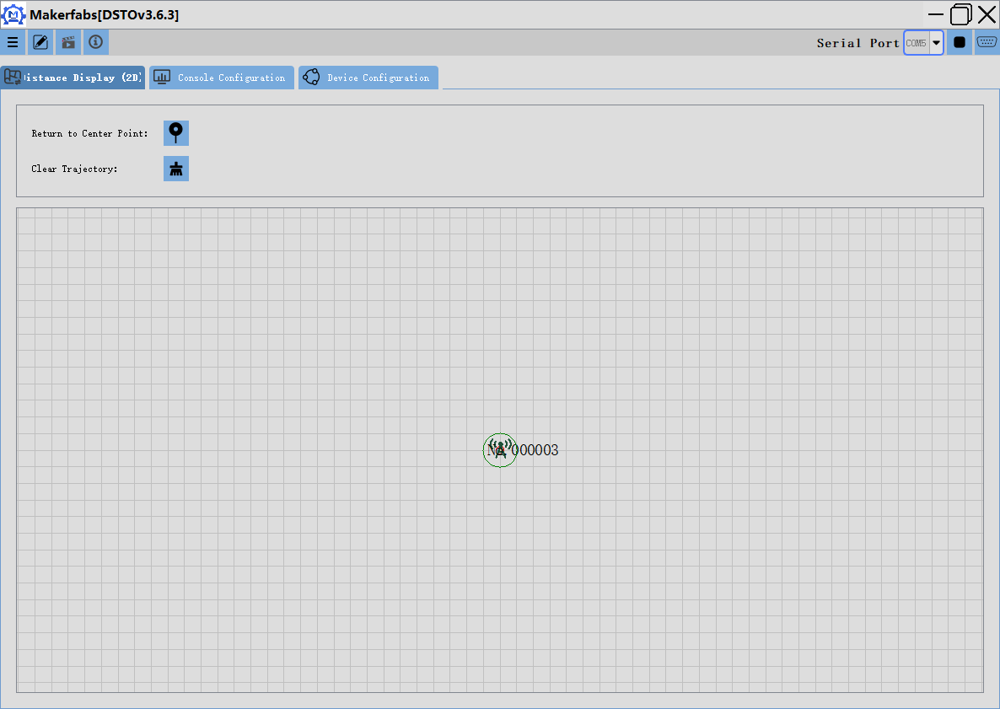 Makerfabs[DSTOv3.6.3]
Serial Port COM5
Distance Display (2D) Console Configuration Device Configuration
Return to Center Point:
Clear Trajectory:
000003